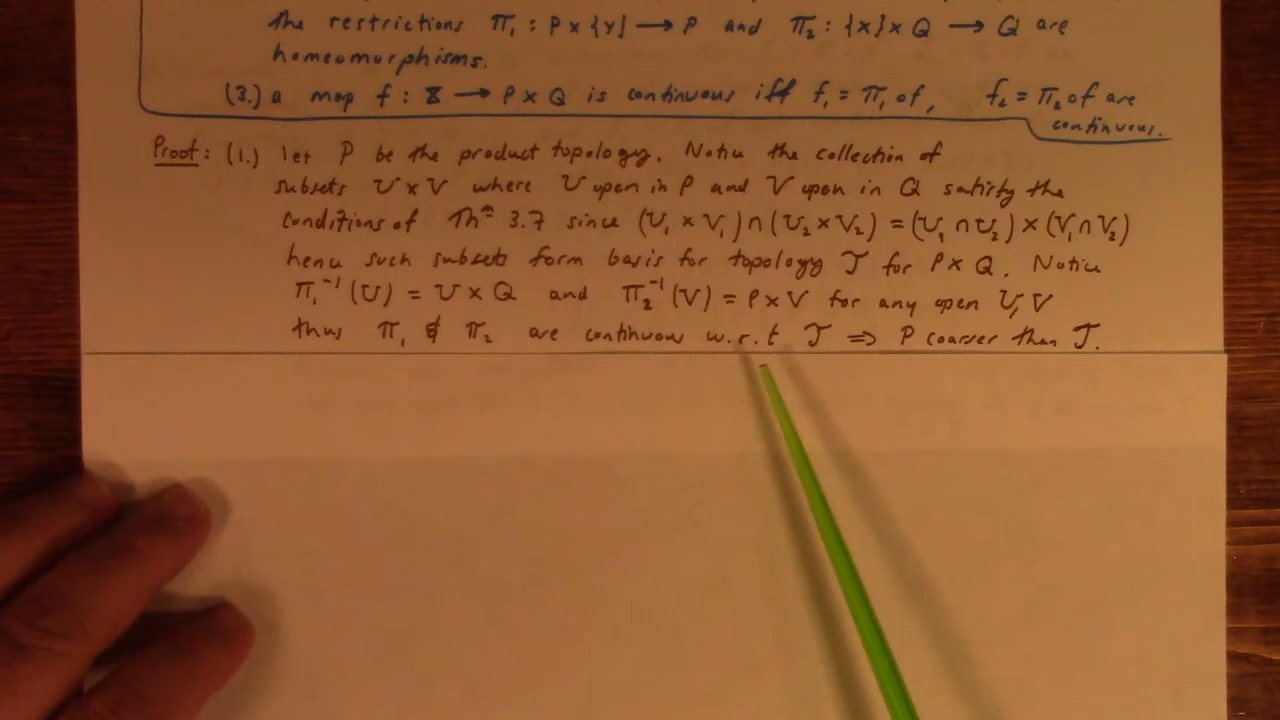 the restrictions π₁ : P × {y} → P and π₂ : {x} × Q → Q are
homeomorphisms.
(3.) a map f : X → P × Q is continuous iff f₁ = π₁∘f, f₂ = π₂∘f are
continuous.
Proof: (1.) let P be the product topology. Notice the collection of
subsets U × V where U open in P and V open in Q satisfy the
conditions of Thᵐ 3.7 since (U₁ × V₁) ∩ (U₂ × V₂) = (U₁ ∩ U₂) × (V₁ ∩ V₂)
hence such subsets form basis for topology T for P × Q. Notice
π₁⁻¹(U) = U × Q and π₂⁻¹(V) = P × V for any open U, V
thus π₁ & π₂ are continuous w.r.t T ⇒ P coarser than T.